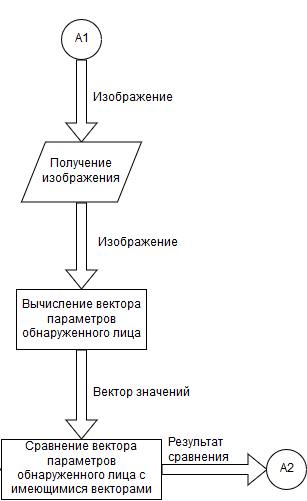 A1
Изображение
Получение
изображения
Изображение
Вычисление вектора
параметров
обнаруженного лица
Вектор значений
Сравнение вектора
параметров
обнаруженного лица с
имеющимися векторами
Результат
сравнения
A2